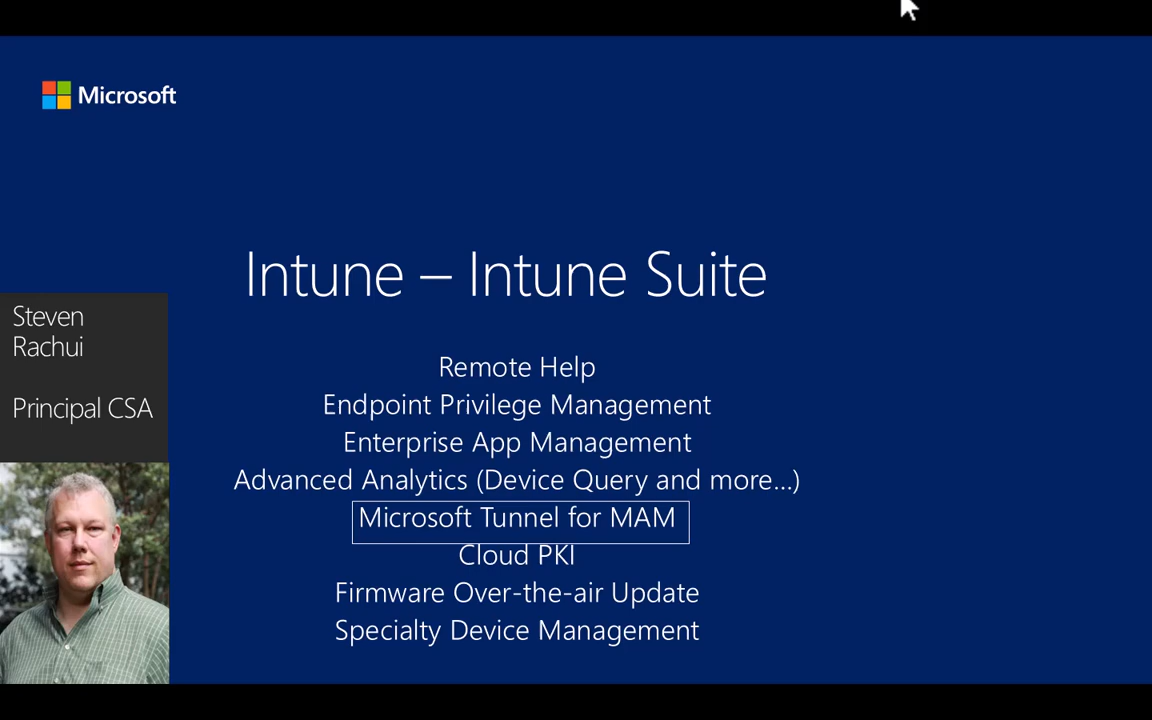 Microsoft
Intune – Intune Suite
Steven
Rachui
Principal CSA
Remote Help
Endpoint Privilege Management
Enterprise App Management
Advanced Analytics (Device Query and more...)
Microsoft Tunnel for MAM
Cloud PKI
Firmware Over-the-air Update
Specialty Device Management